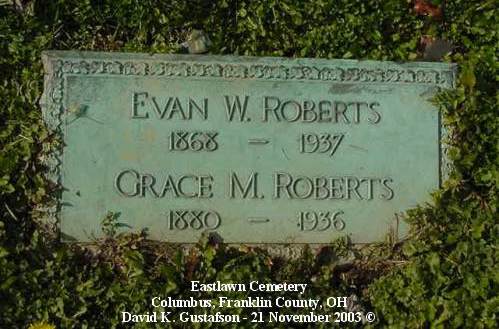 EVAN W. ROBERTS
1868 – 1937
GRACE M. ROBERTS
1880 – 1936
Eastlawn Cemetery
Columbus, Franklin County, OH
David K. Gustafson - 21 November 2003 ©